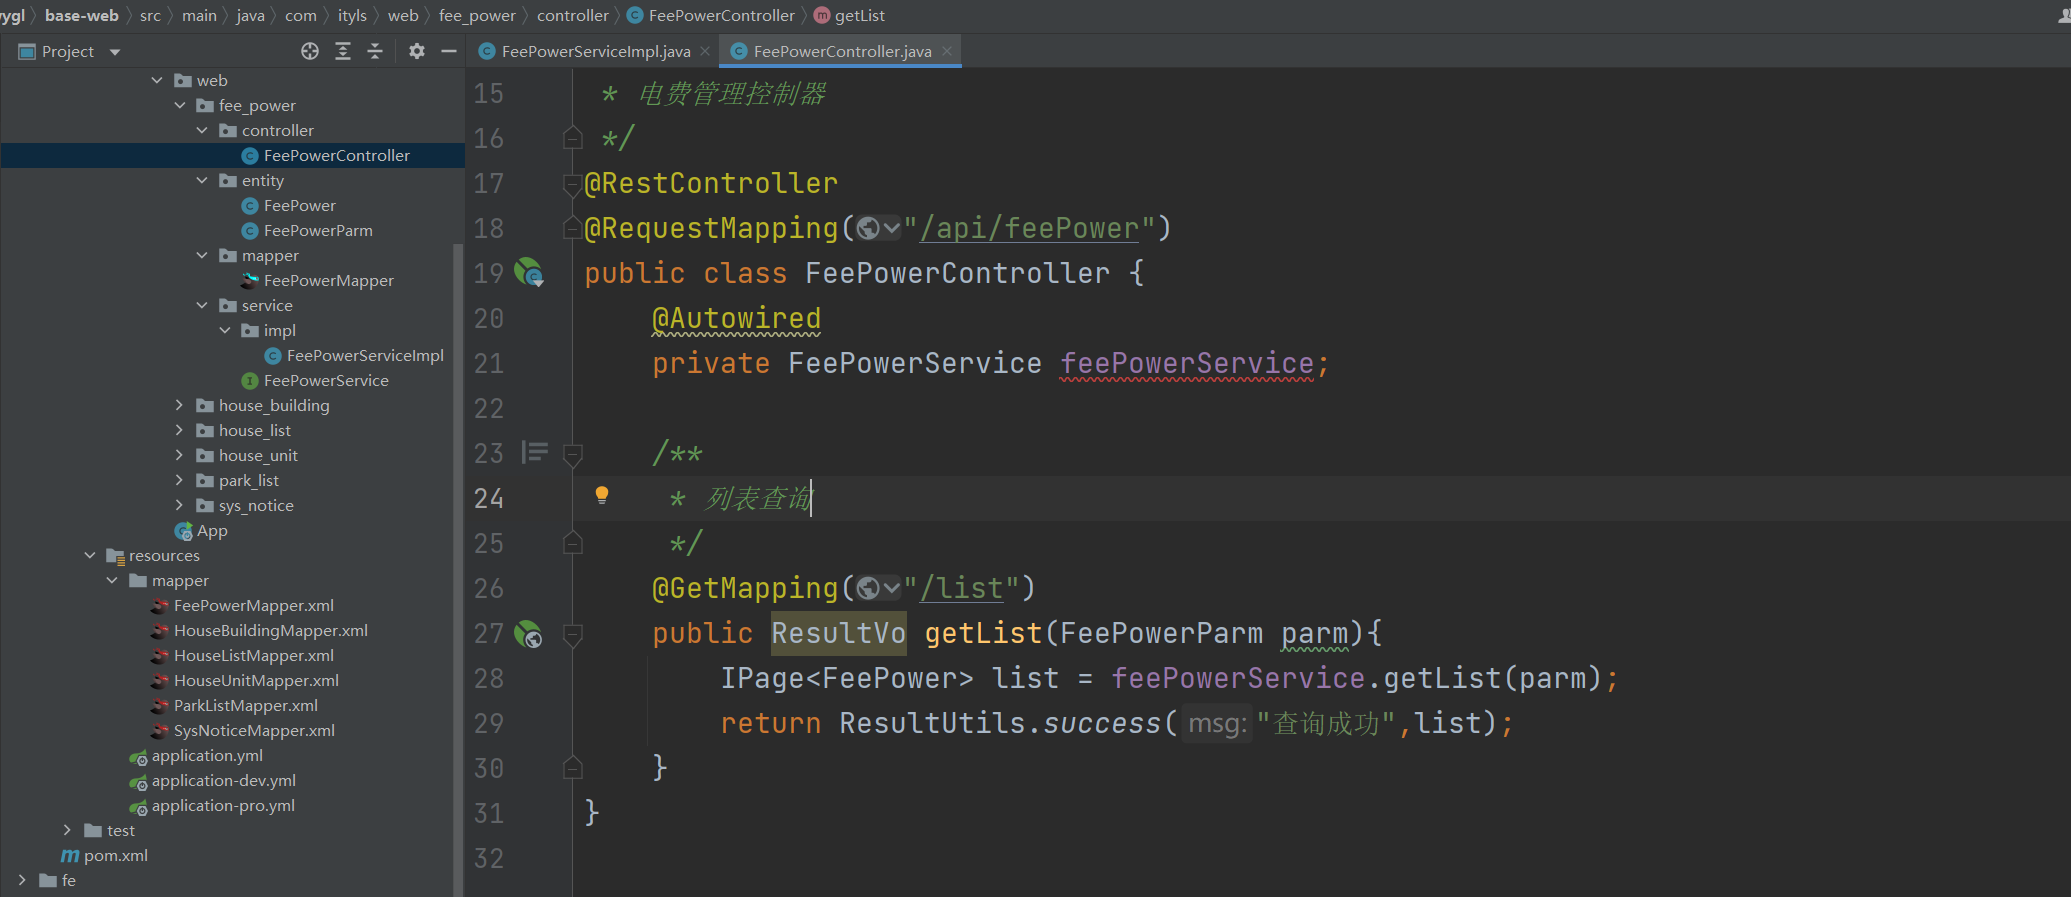 ygl base-web src main java com ityls web fee_power controller FeePowerController getList
Project
FeePowerServiceImpl.java FeePowerController.java
web
fee_power
controller
FeePowerController
entity
FeePower
FeePowerParm
mapper
FeePowerMapper
service
impl
FeePowerServiceImpl
FeePowerService
house_building
house_list
house_unit
park_list
sys_notice
App
resources
mapper
FeePowerMapper.xml
HouseBuildingMapper.xml
HouseListMapper.xml
HouseUnitMapper.xml
ParkListMapper.xml
SysNoticeMapper.xml
application.yml
application-dev.yml
application-pro.yml
test
pom.xml
fe
15 * 电费管理控制器
16 */
17 @RestController
18 @RequestMapping("/api/feePower")
19 public class FeePowerController {
20 @Autowired
21 private FeePowerService feePowerService;
22
23 /**
24 * 列表查询
25 */
26 @GetMapping("/list")
27 public ResultVo getList(FeePowerParm parm){
28 IPage<FeePower> list = feePowerService.getList(parm);
29 return ResultUtils.success( msg: "查询成功",list);
30 }
31 }
32